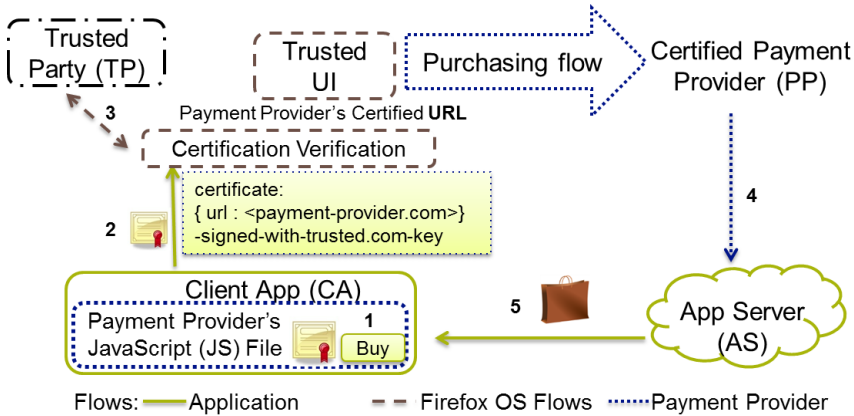 Trusted
Party (TP)
Trusted
UI
Purchasing flow
Certified Payment
Provider (PP)
3
Payment Provider's Certified URL
Certification Verification
certificate:
{ url : <payment-provider.com>}
-signed-with-trusted.com-key
2
4
Client App (CA)
Payment Provider's
JavaScript (JS) File
1
Buy
5
App Server
(AS)
Flows:
Application
Firefox OS Flows
Payment Provider